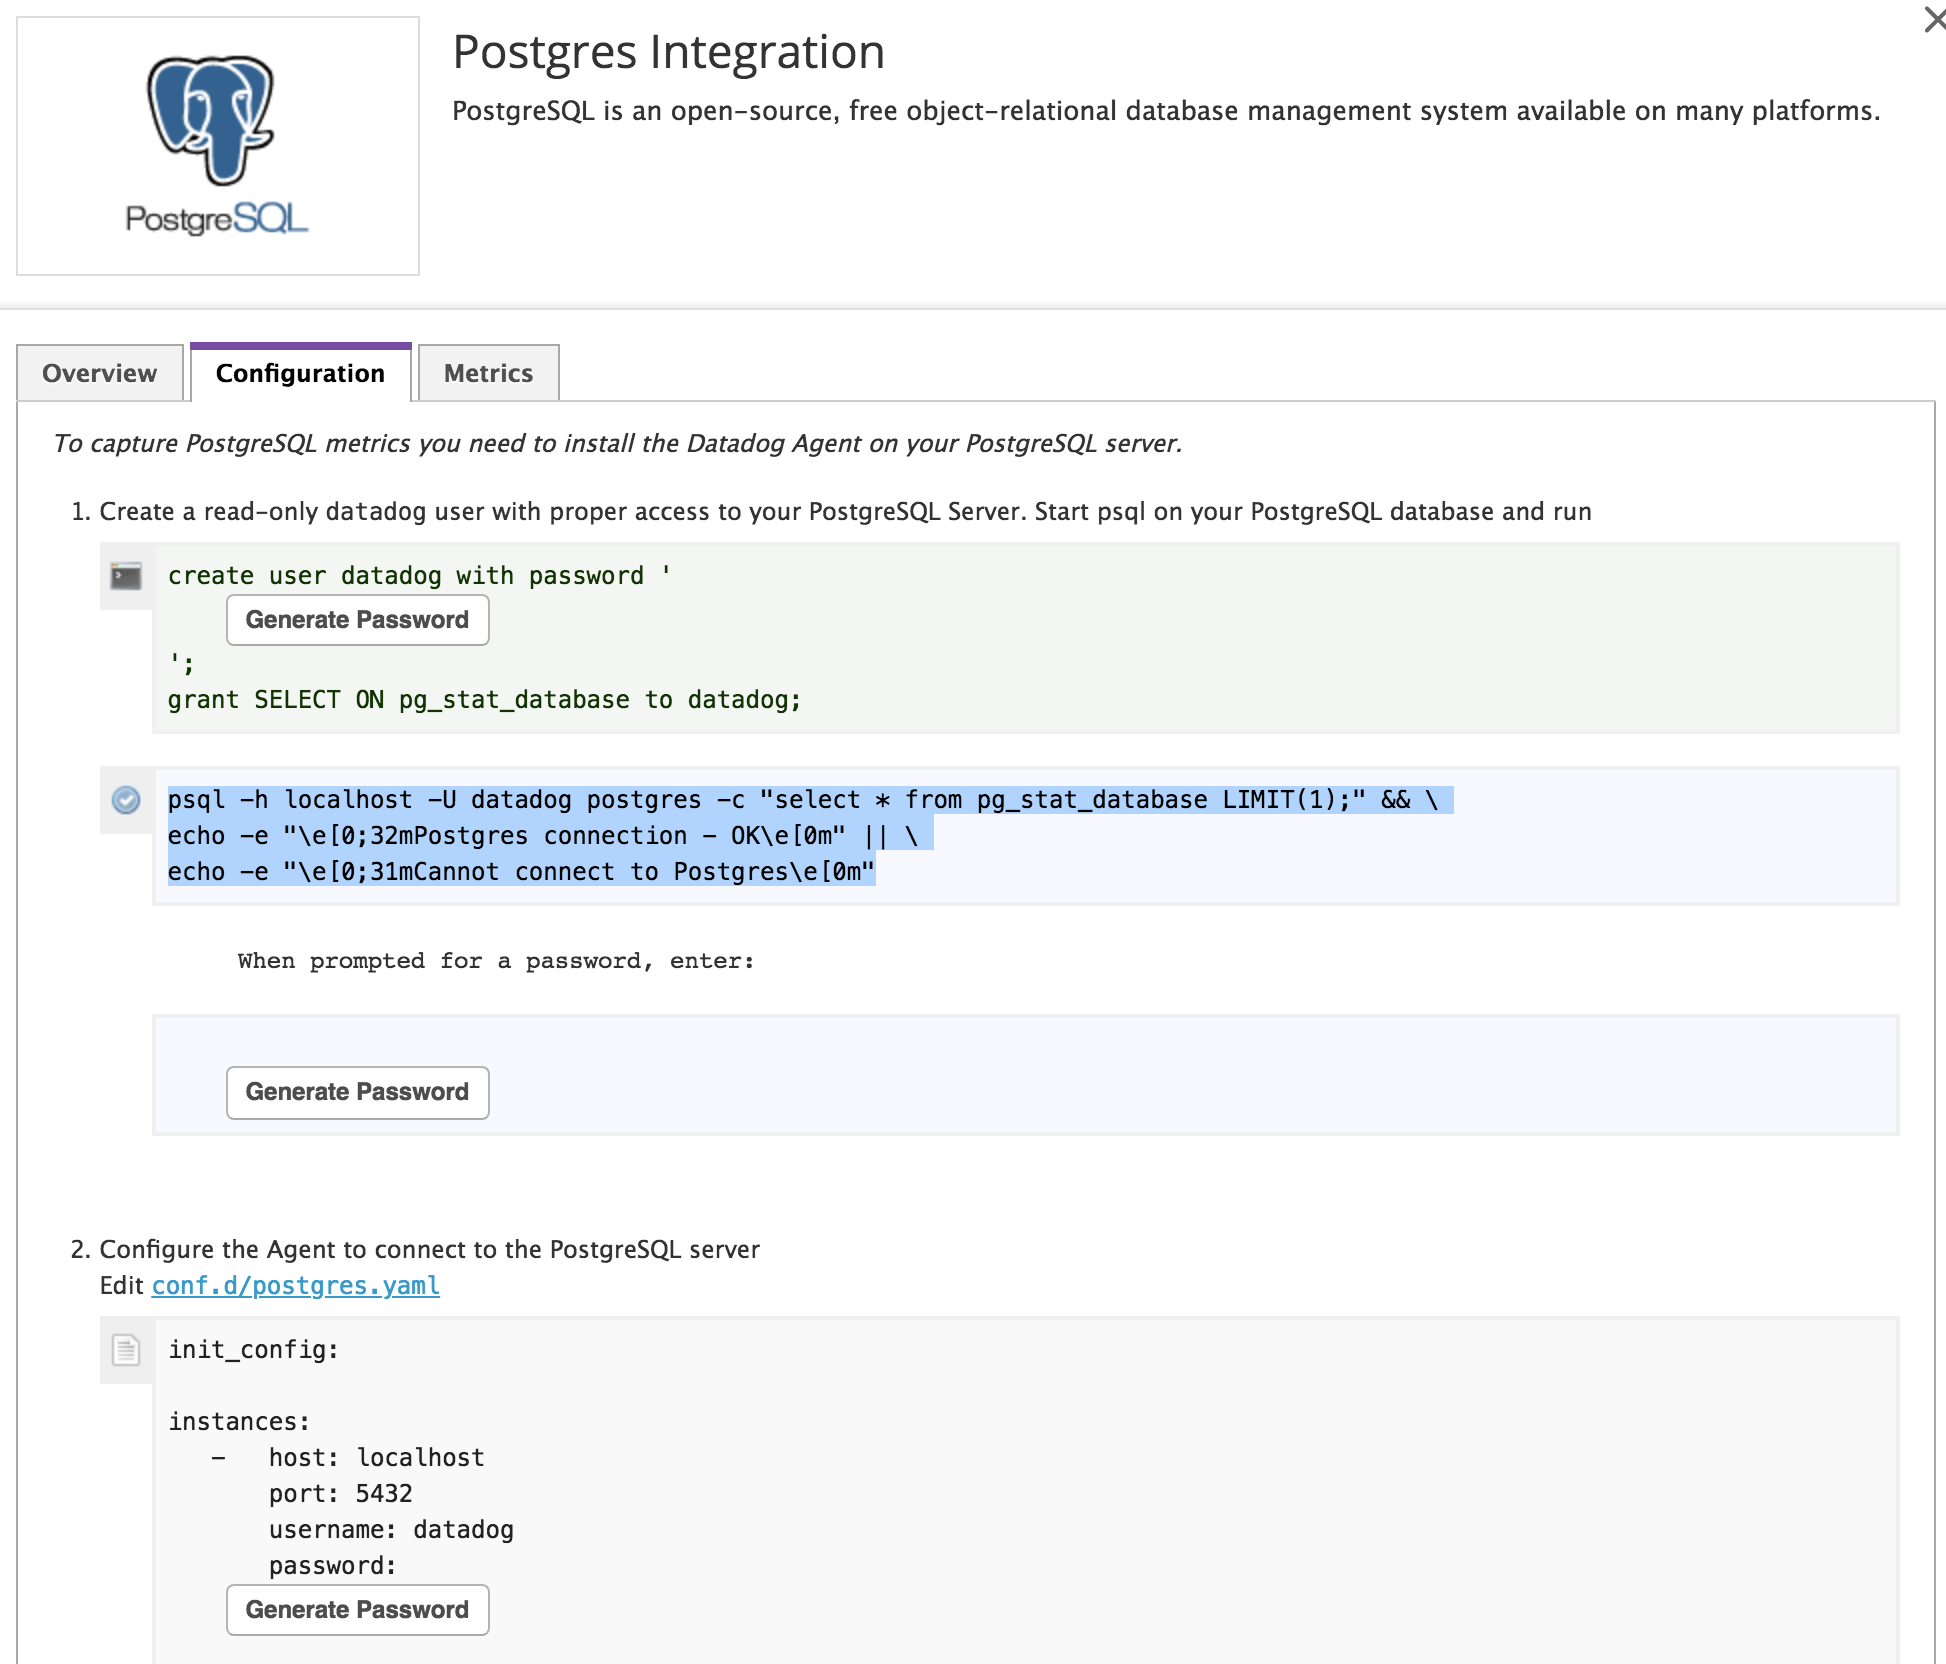 Postgres Integration
PostgreSQL is an open-source, free object-relational database management system available on many platforms.
PostgreSQL
Overview
Configuration
Metrics
To capture PostgreSQL metrics you need to install the Datadog Agent on your PostgreSQL server.
1. Create a read-only datadog user with proper access to your PostgreSQL Server. Start psql on your PostgreSQL database and run
create user datadog with password '
Generate Password
';
grant SELECT ON pg_stat_database to datadog;
psql -h localhost -U datadog postgres -c "select * from pg_stat_database LIMIT(1);" && \
echo -e "\e[0;32mPostgres connection - OK\e[0m" || \
echo -e "\e[0;31mCannot connect to Postgres\e[0m"
When prompted for a password, enter:
Generate Password
2. Configure the Agent to connect to the PostgreSQL server
Edit conf.d/postgres.yaml
init_config:
instances:
-   host: localhost
port: 5432
username: datadog
password:
Generate Password